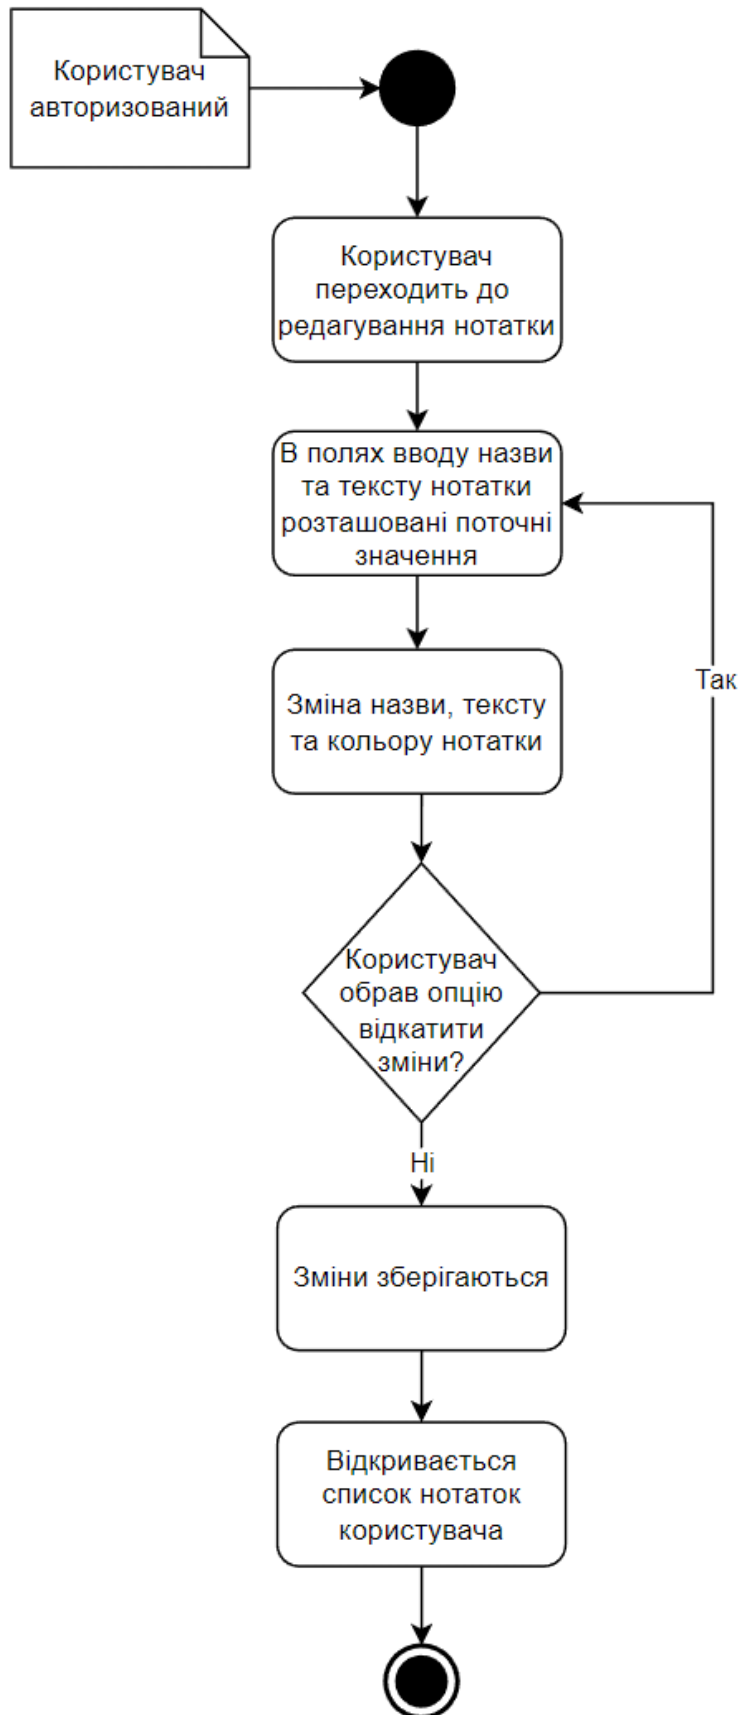 Користувач
авторизований
Користувач
переходить до
редагування нотатки
В полях вводу назви
та тексту нотатки
розташовані поточні
значення
Зміна назви, тексту
та кольору нотатки
Так
Користувач
обрав опцію
відкатити
зміни?
Ні
Зміни зберігаються
Відкривається
список нотаток
користувача